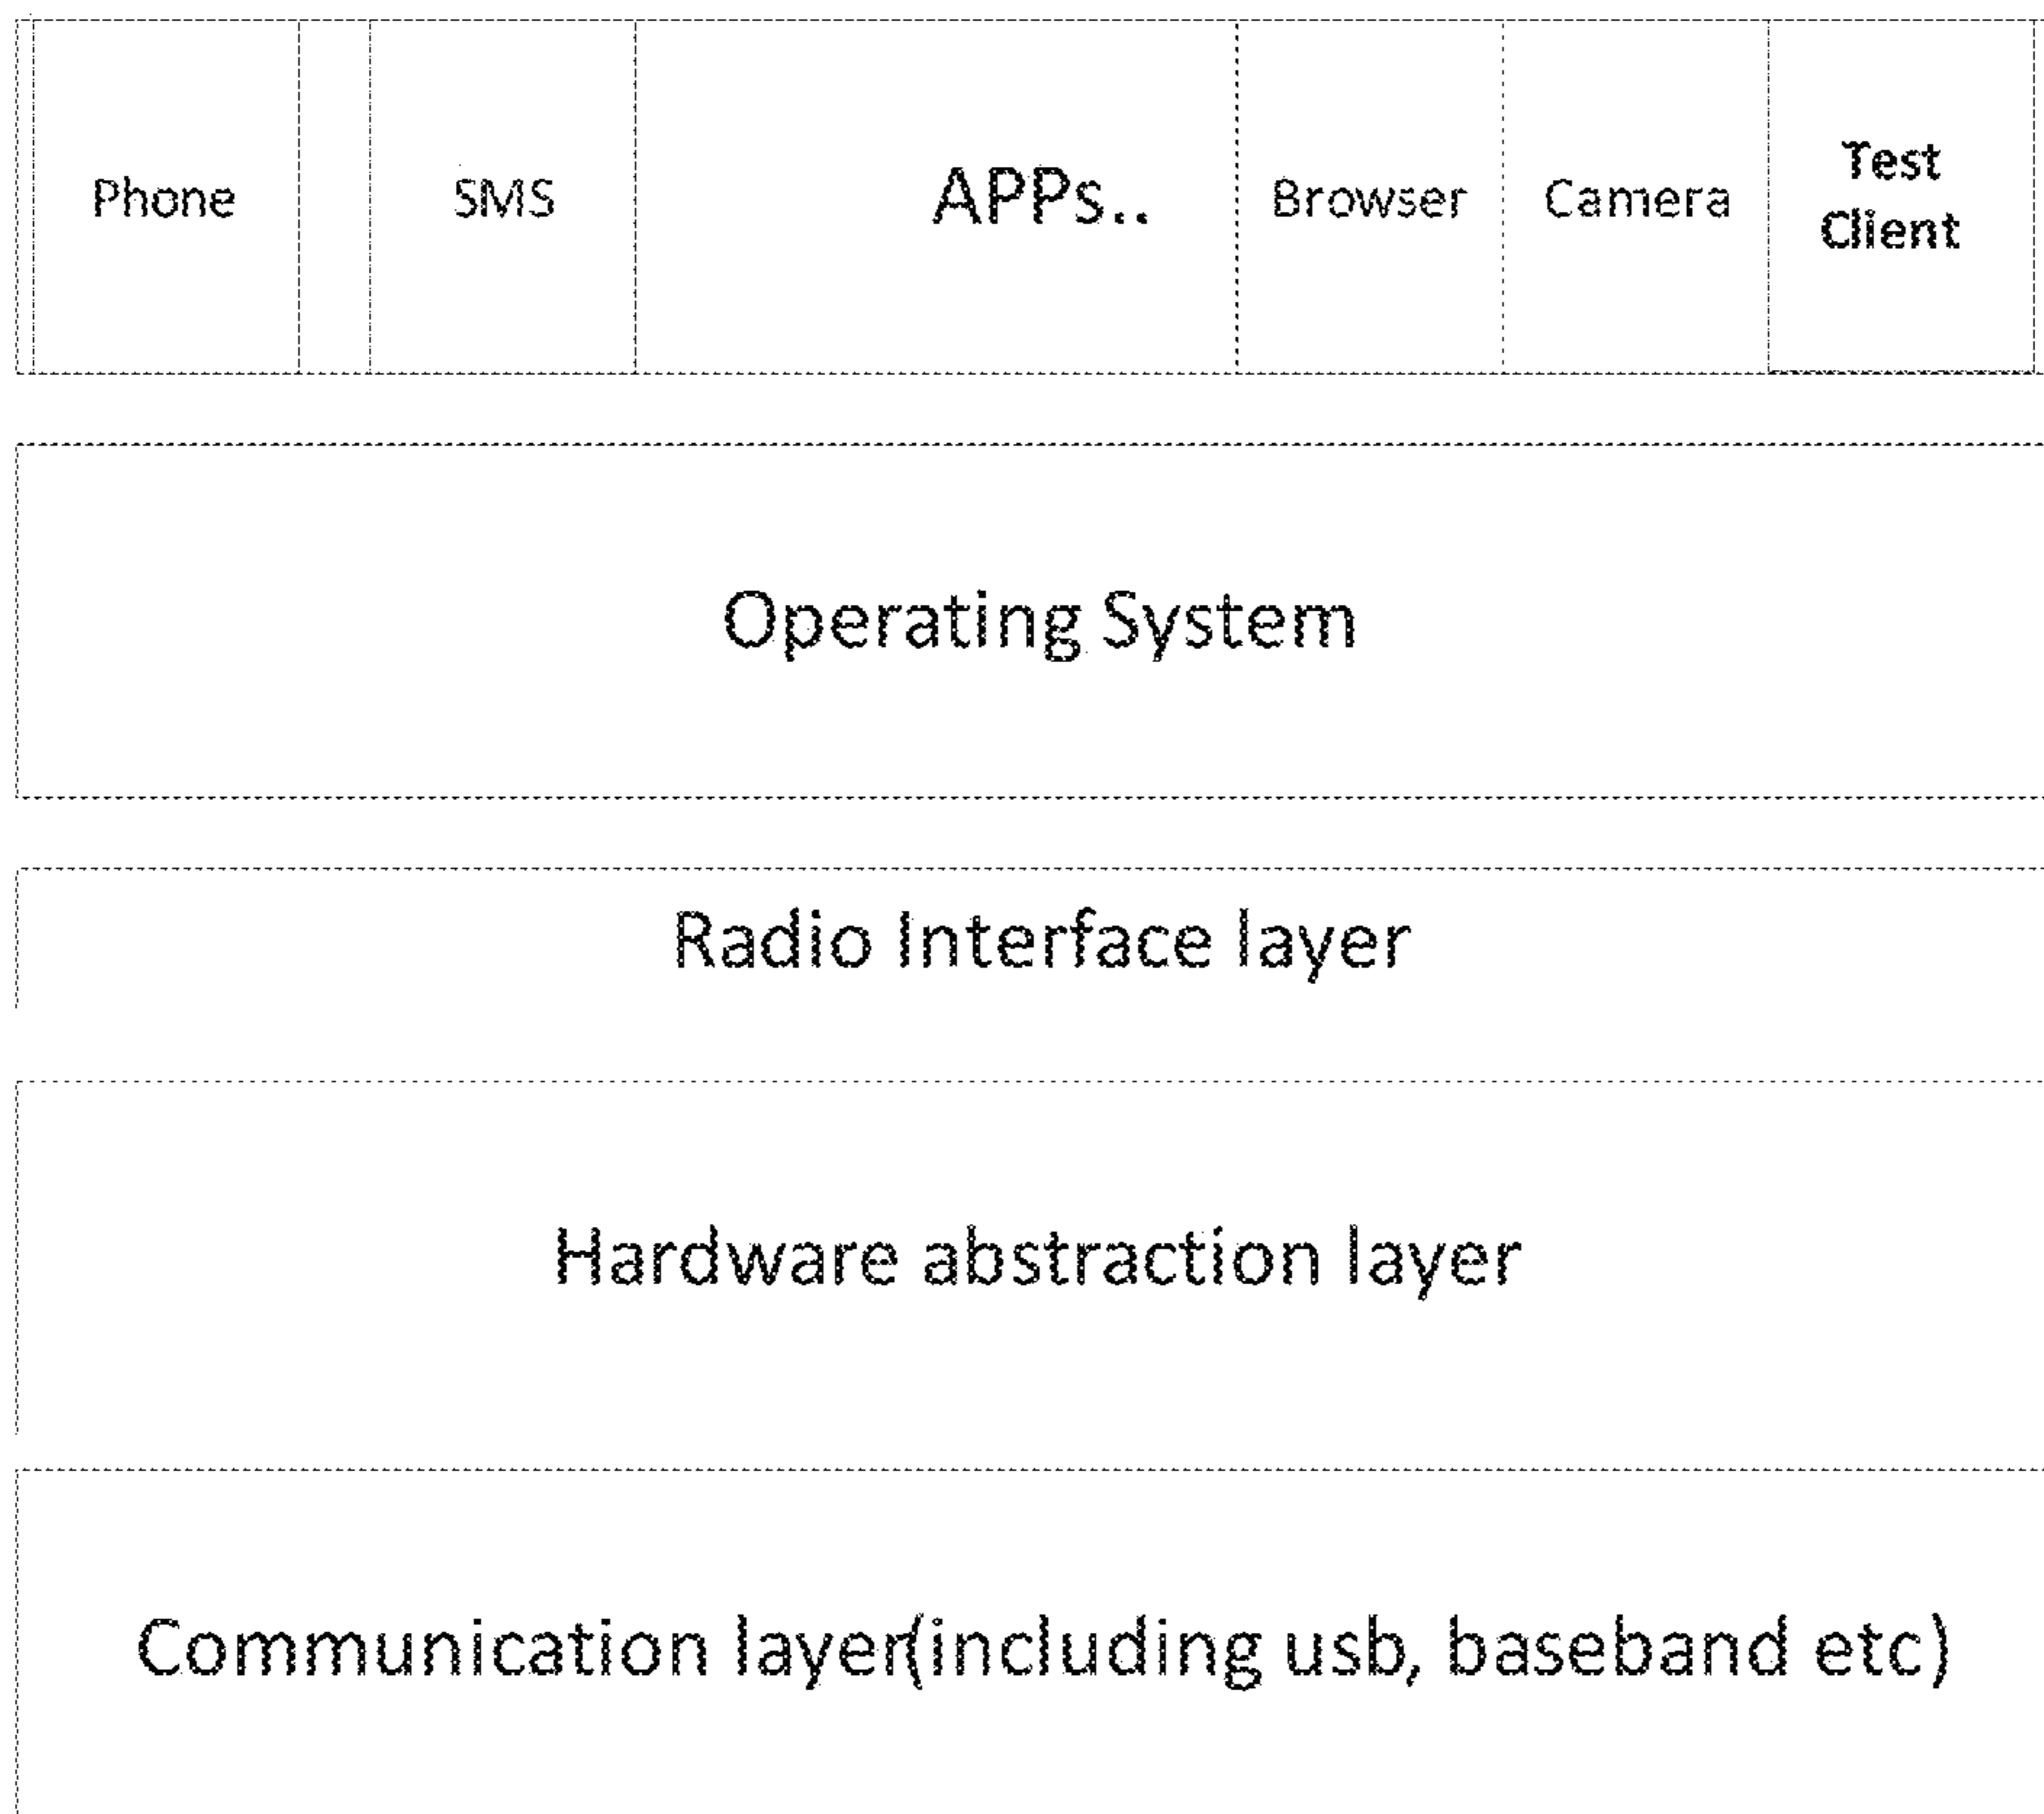 Phone
SMS
APPs..
Browser
Camera
Test
Client
Operating System
Radio Interface layer
Hardware abstraction layer
Communication layer(including usb, baseband etc)